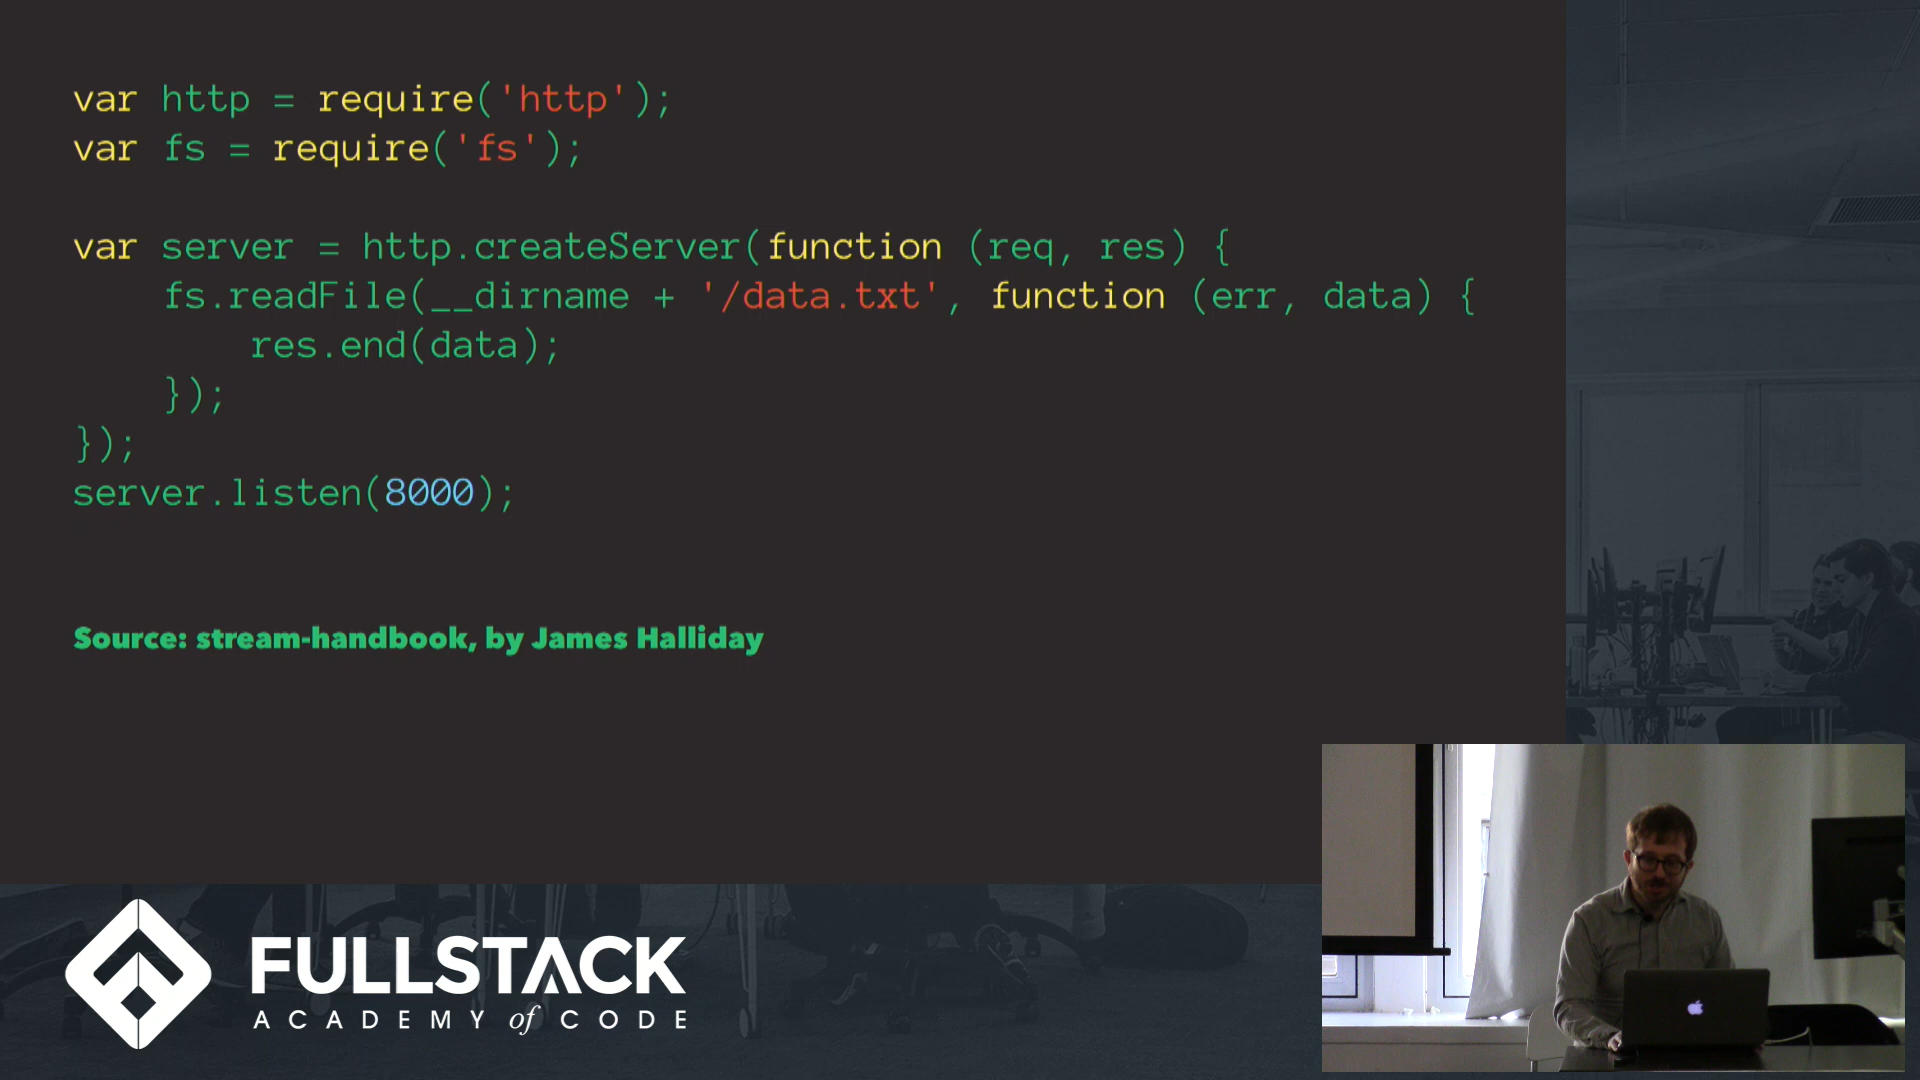 var http = require('http');
var fs = require('fs');
var server = http.createServer(function (req, res) {
    fs.readFile(__dirname + '/data.txt', function (err, data) {
        res.end(data);
    });
});
server.listen(8000);
Source: stream-handbook, by James Halliday
FULLSTACK
ACADEMY of CODE